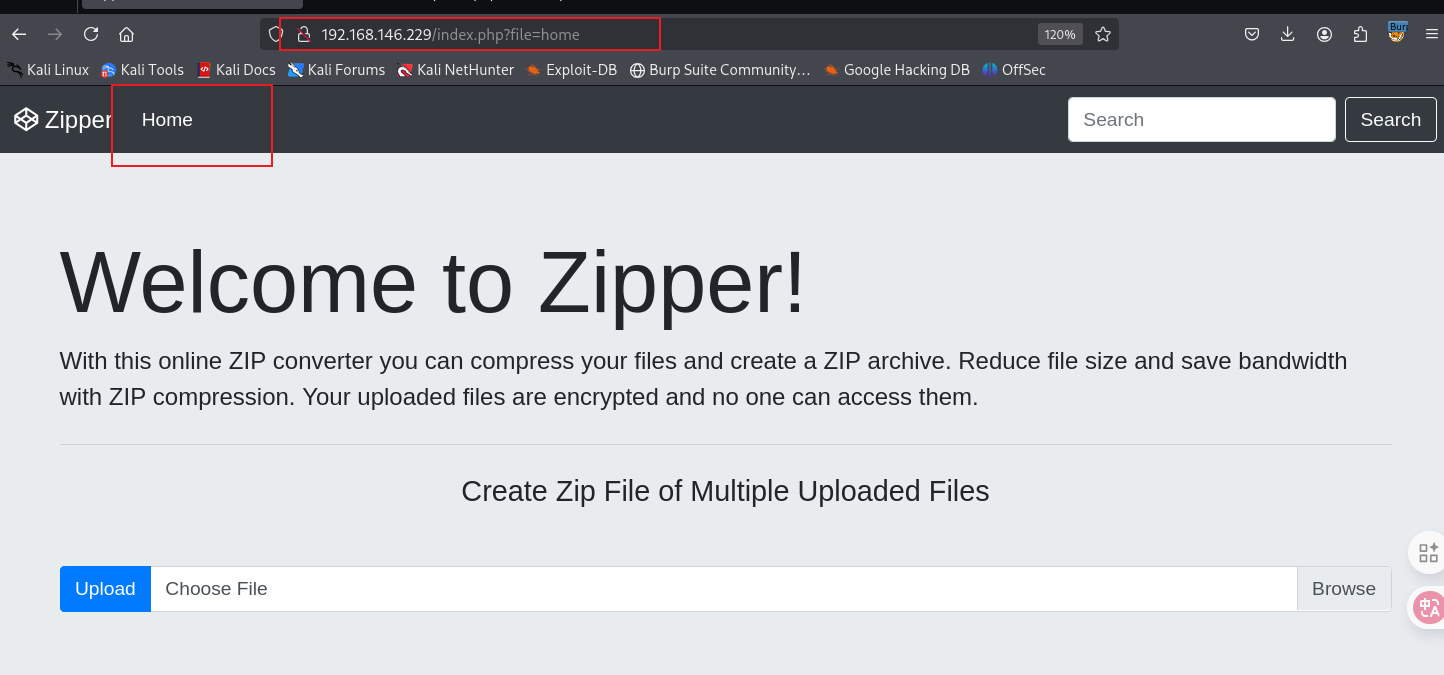 192.168.146.229/index.php?file=home
120%
Kali Linux Kali Tools Kali Docs Kali Forums Kali NetHunter Exploit-DB Burp Suite Community… Google Hacking DB OffSec
Zipper Home Search Search
Welcome to Zipper!
With this online ZIP converter you can compress your files and create a ZIP archive. Reduce file size and save bandwidth
with ZIP compression. Your uploaded files are encrypted and no one can access them.
Create Zip File of Multiple Uploaded Files
Upload Choose File Browse
中A